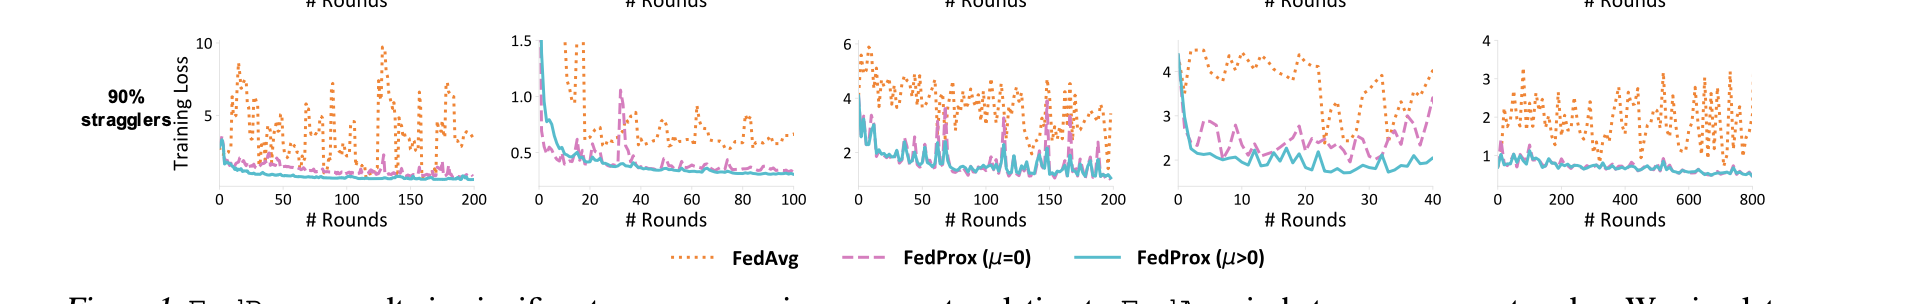 # Rounds # Rounds # Rounds # Rounds # Rounds
90%
stragglers
Training Loss
10
5
0 50 100 150 200
# Rounds
1.5
1.0
0.5
0 20 40 60 80 100
# Rounds
6
4
2
0 50 100 150 200
# Rounds
4
3
2
0 10 20 30 40
# Rounds
4
3
2
1
0 200 400 600 800
# Rounds
FedAvg FedProx (μ=0) FedProx (μ>0)
Figure 1.